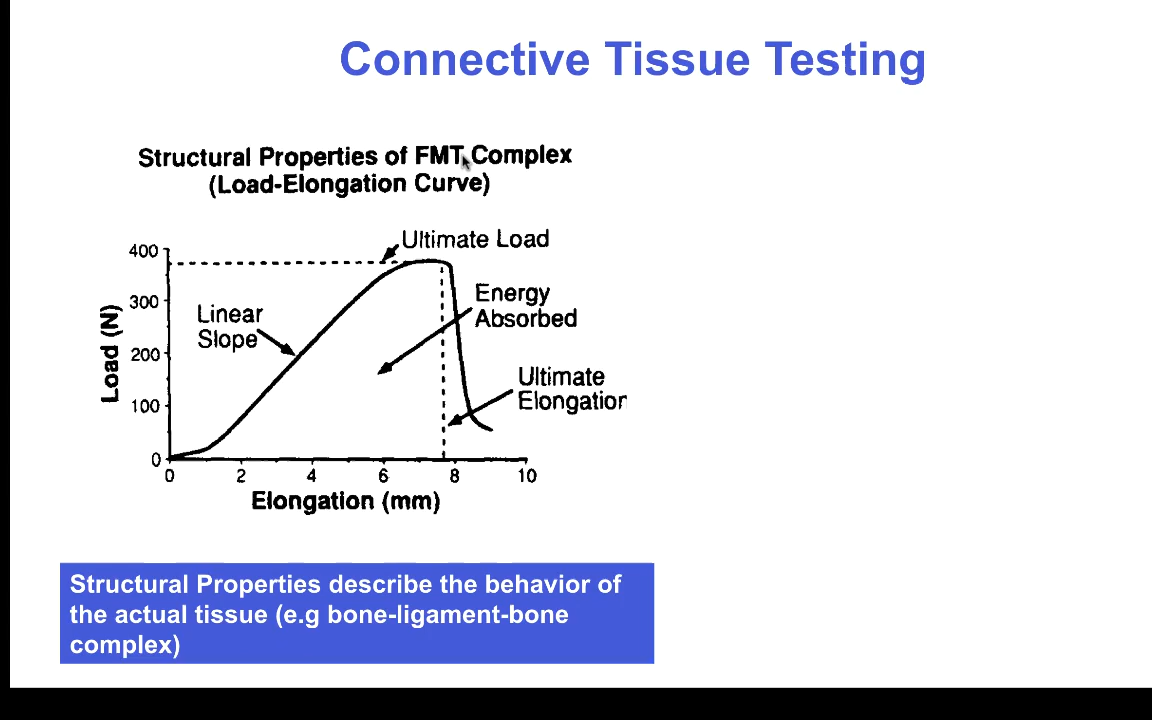 Connective Tissue Testing
Structural Properties of FMT Complex
(Load-Elongation Curve)
Ultimate Load
400
300
200
100
0
Load (N)
Linear
Slope
Energy
Absorbed
Ultimate
Elongation
0 2 4 6 8 10
Elongation (mm)
Structural Properties describe the behavior of
the actual tissue (e.g bone-ligament-bone
complex)